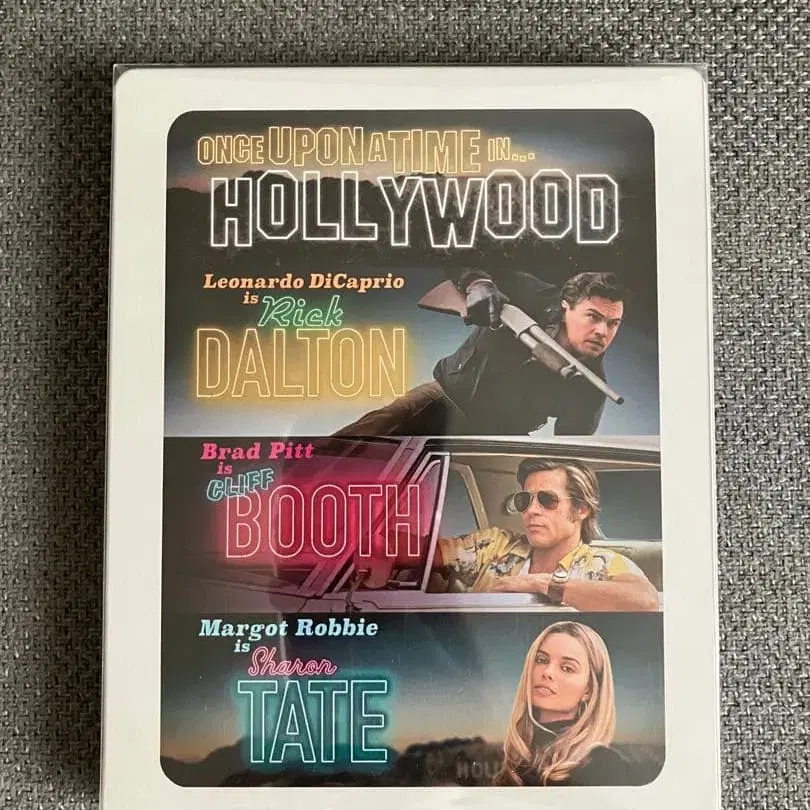 ONCE UPON A TIME IN...
HOLLYWOOD
Leonardo DiCaprio
is Rick
DALTON
Brad Pitt
is
CLIFF
BOOTH
Margot Robbie
is Sharon
TATE